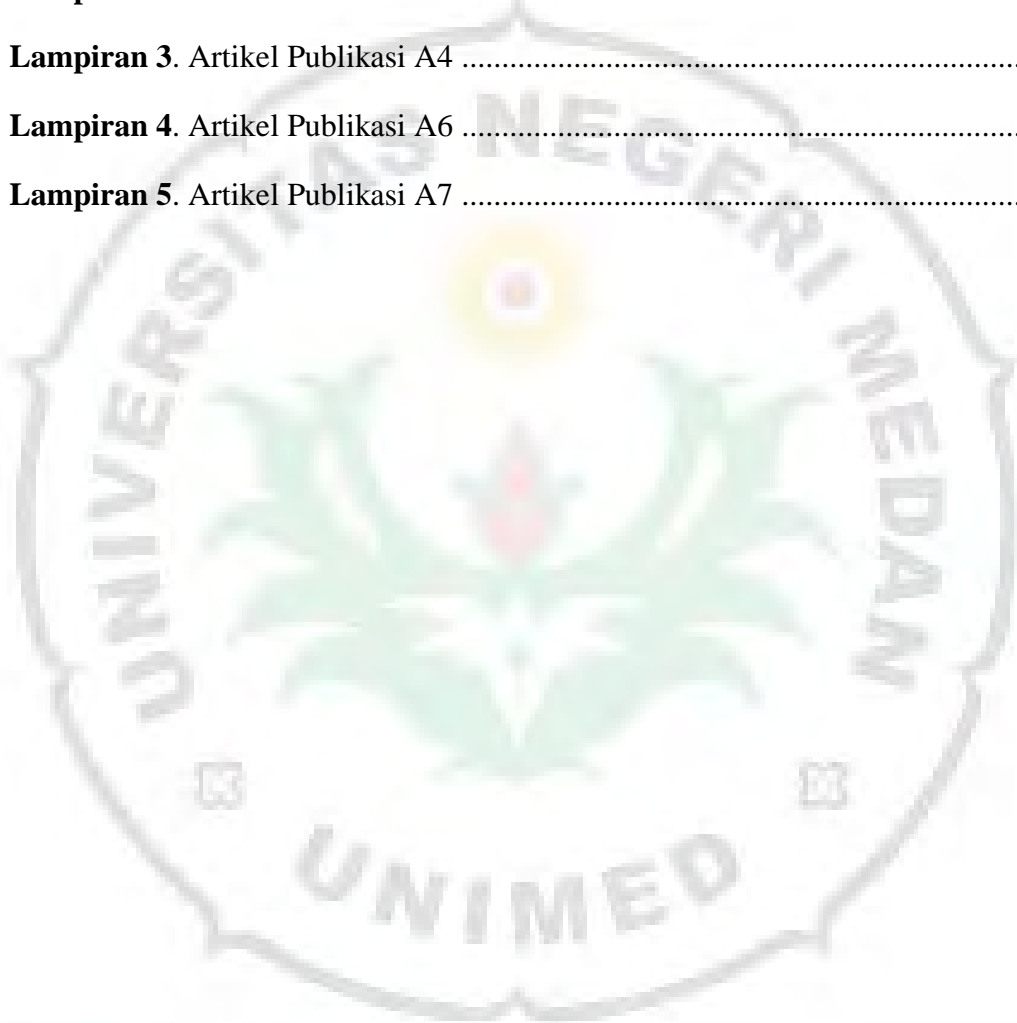 Lampiran 3. Artikel Publikasi A4 ........................................................................
Lampiran 4. Artikel Publikasi A6 ........................................................................
Lampiran 5. Artikel Publikasi A7 ........................................................................
UNIVERSITAS NEGERI MEDAN
UNIMED